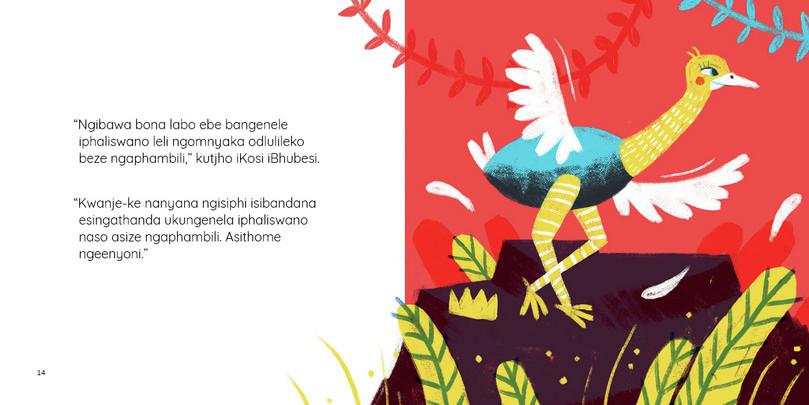 “Ngibawa bona labo ebe bangenele
iphaliswano leli ngomnyaka odlulileko
beze ngaphambili,” kutjho iKosi iBhubesi.
“Kwanje-ke nanyana ngisiphi isibandana
esingathanda ukungenela iphaliswano
naso asize ngaphambili. Asithome
ngeenyoni.”
14